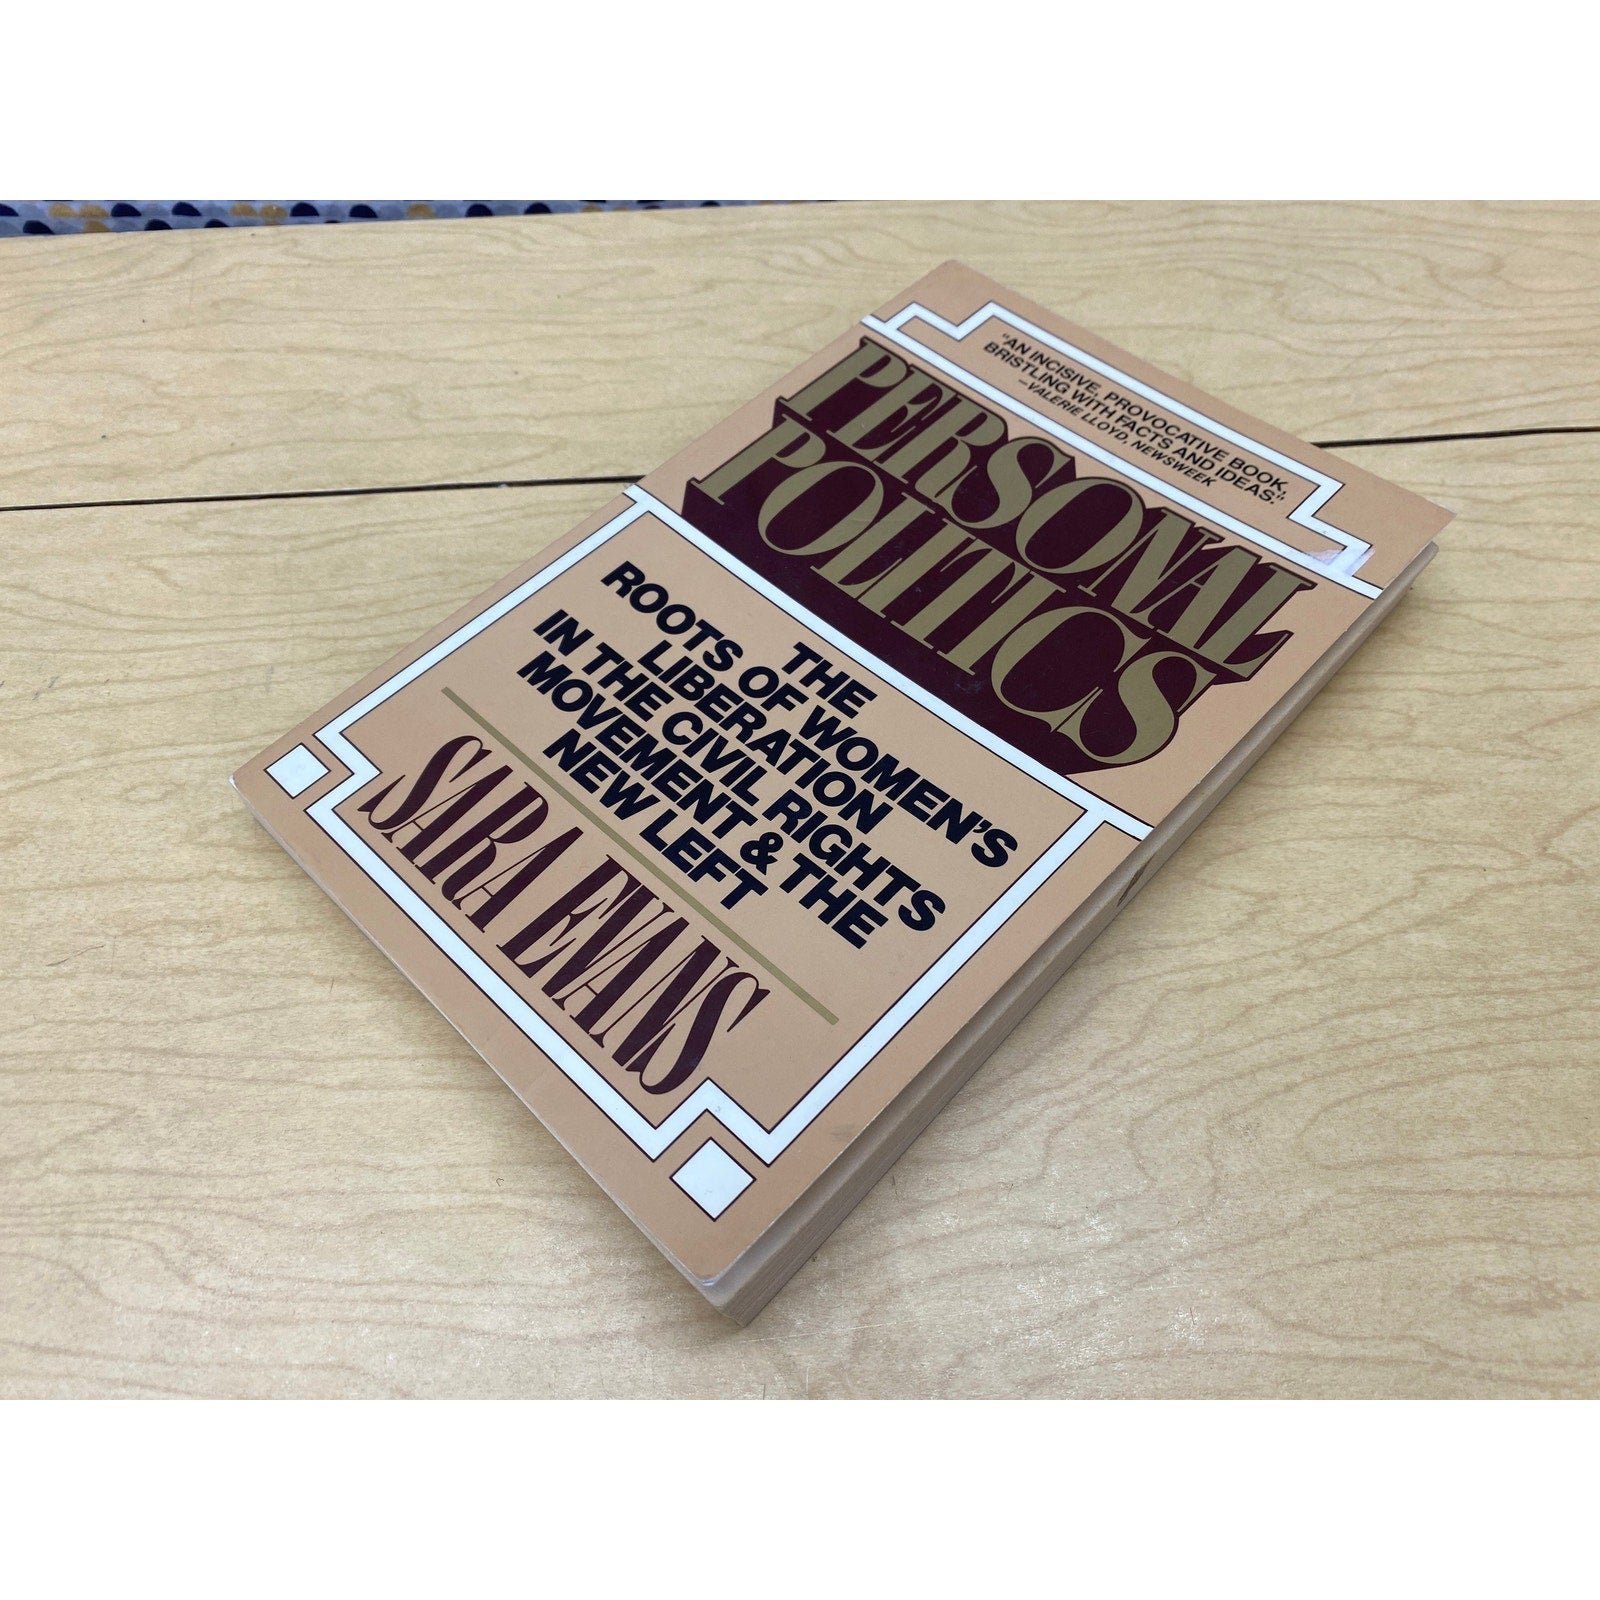 "AN INCISIVE, PROVOCATIVE BOOK,
BRISTLING WITH FACTS AND IDEAS."
—VALERIE LLOYD, NEWSWEEK
PERSONAL
POLITICS
THE
ROOTS OF WOMEN'S
LIBERATION
IN THE CIVIL RIGHTS
MOVEMENT & THE
NEW LEFT
SARA EVANS